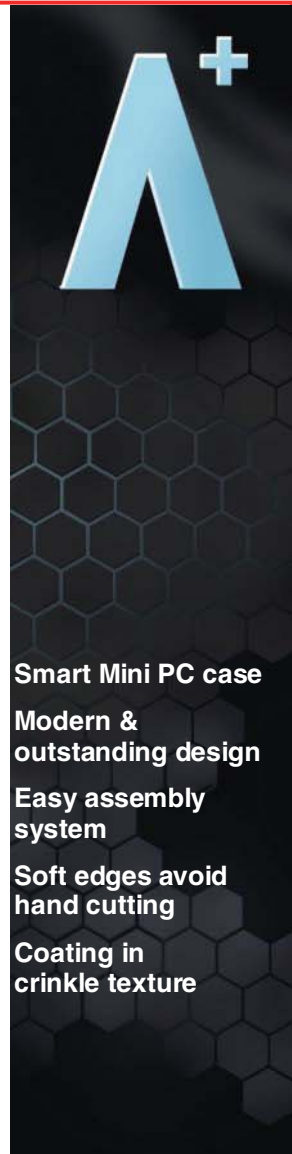 A+
Smart Mini PC case
Modern &
outstanding design
Easy assembly
system
Soft edges avoid
hand cutting
Coating in
crinkle texture